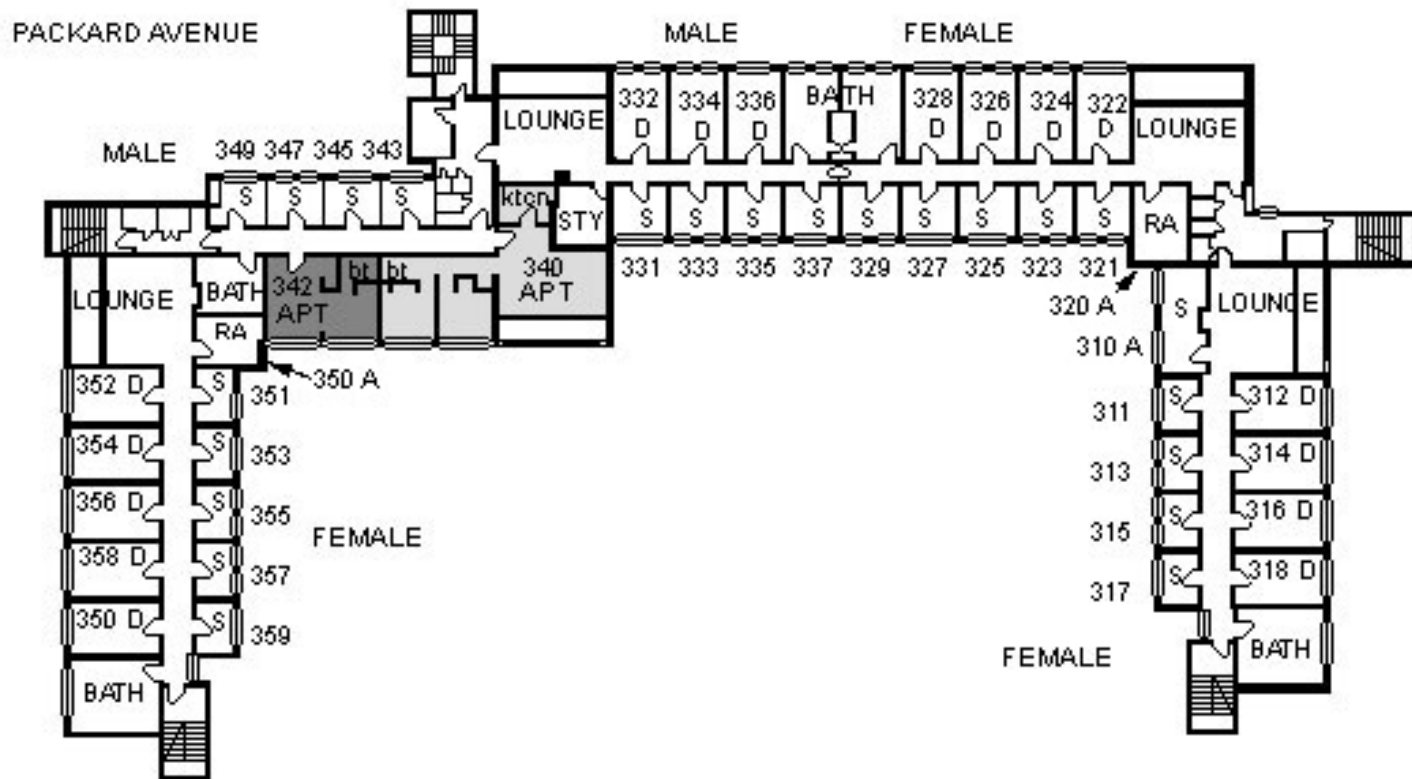 PACKARD AVENUE
MALE FEMALE
332 D 334 D 336 D BATH 328 D 326 D 324 D 322 D
LOUNGE LOUNGE
MALE 349 347 345 343
S S S S
ktcn STY S S S S S S S S S RA
331 333 335 337 329 327 325 323 321
LOUNGE BATH 342 APT bt bt 340 APT
320 A
S LOUNGE
RA
310 A
350 A
352 D S 351
311 S 312 D
354 D S 353
313 S 314 D
356 D S 355
315 S 316 D
FEMALE
358 D S 357
317 S 318 D
350 D S 359
FEMALE BATH
BATH